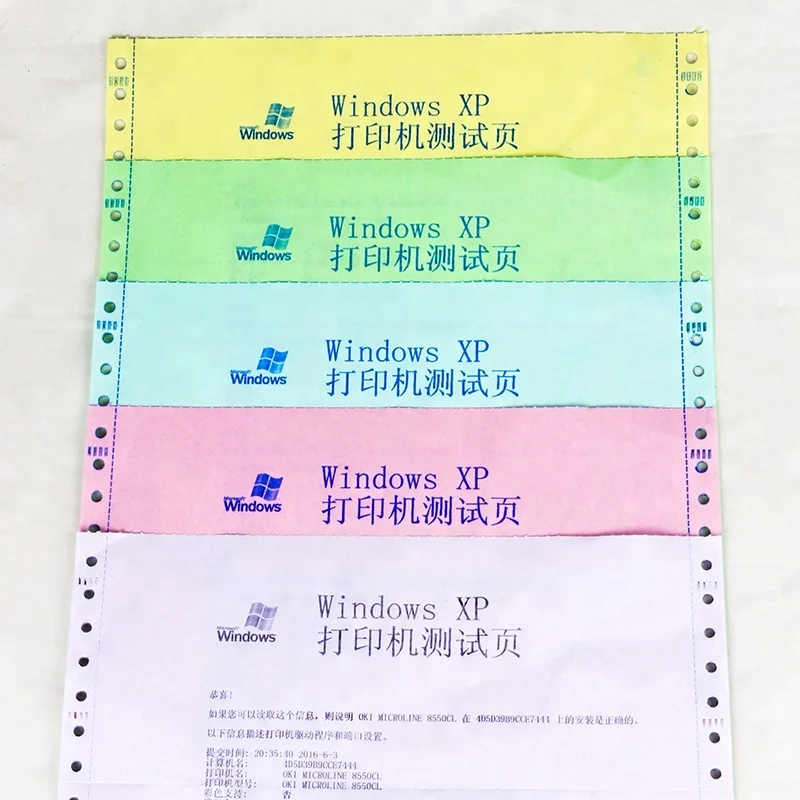 Microsoft
Windows
Windows XP
打印机测试页
Microsoft
Windows
Windows XP
打印机测试页
Microsoft
Windows
Windows XP
打印机测试页
Microsoft
Windows
Windows XP
打印机测试页
Microsoft
Windows
Windows XP
打印机测试页
恭喜!
如果您可以读取这个信息，则说明 OKI MICROLINE 8550CL 在 4D5D39B9CCE7444 上的安装是正确的。
以下信息描述打印机驱动程序和端口设置。
提交时间: 20:35:40 2016-6-3
计算机名: 4D5D39B9CCE7444
打印机名: OKI MICROLINE 8550CL
打印机型号: OKI MICROLINE 8550CL
彩色支持: 否